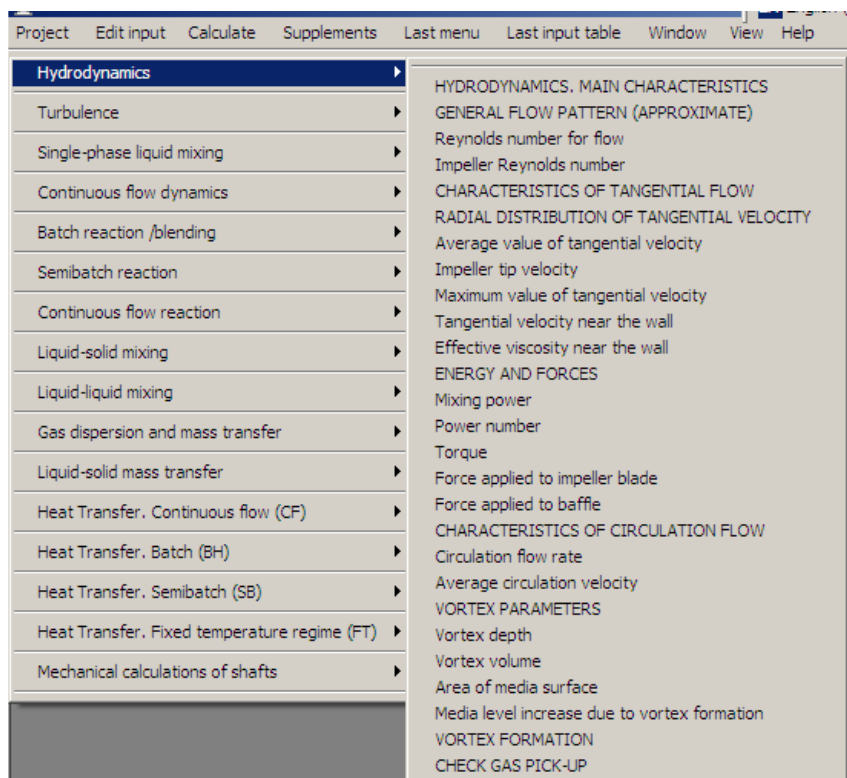 Project Edit input Calculate Supplements Last menu Last input table Window View Help
Hydrodynamics
Turbulence
Single-phase liquid mixing
Continuous flow dynamics
Batch reaction /blending
Semibatch reaction
Continuous flow reaction
Liquid-solid mixing
Liquid-liquid mixing
Gas dispersion and mass transfer
Liquid-solid mass transfer
Heat Transfer. Continuous flow (CF)
Heat Transfer. Batch (BH)
Heat Transfer. Semibatch (SB)
Heat Transfer. Fixed temperature regime (FT)
Mechanical calculations of shafts
HYDRODYNAMICS. MAIN CHARACTERISTICS
GENERAL FLOW PATTERN (APPROXIMATE)
Reynolds number for flow
Impeller Reynolds number
CHARACTERISTICS OF TANGENTIAL FLOW
RADIAL DISTRIBUTION OF TANGENTIAL VELOCITY
Average value of tangential velocity
Impeller tip velocity
Maximum value of tangential velocity
Tangential velocity near the wall
Effective viscosity near the wall
ENERGY AND FORCES
Mixing power
Power number
Torque
Force applied to impeller blade
Force applied to baffle
CHARACTERISTICS OF CIRCULATION FLOW
Circulation flow rate
Average circulation velocity
VORTEX PARAMETERS
Vortex depth
Vortex volume
Area of media surface
Media level increase due to vortex formation
VORTEX FORMATION
CHECK GAS PICK-UP